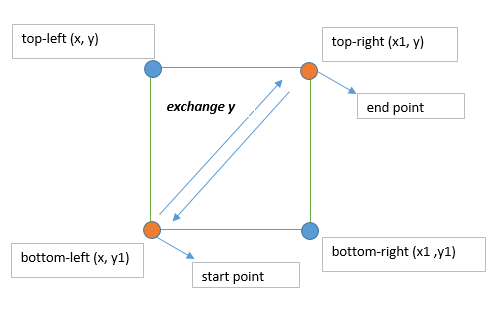 top-left (x, y)
top-right (x1, y)
exchange y
end point
bottom-left (x, y1)
bottom-right (x1 ,y1)
start point